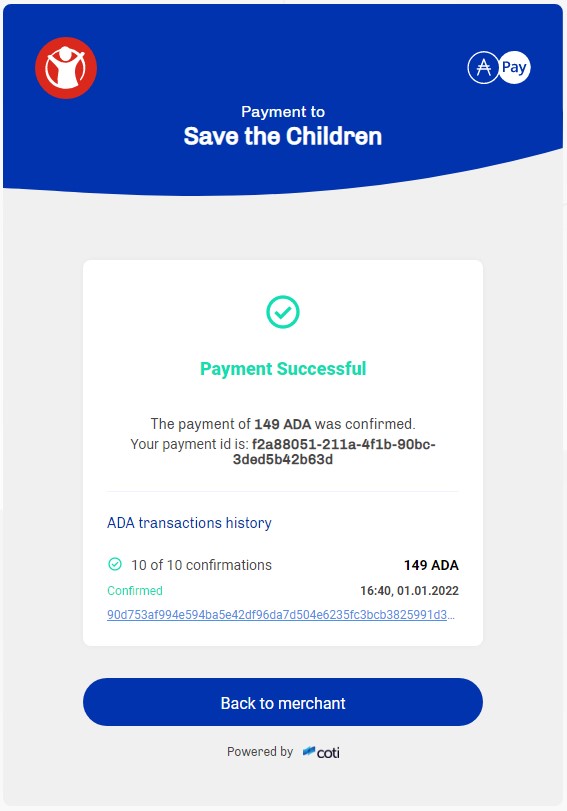 Pay
Payment to
Save the Children
Payment Successful
The payment of 149 ADA was confirmed.
Your payment id is: f2a88051-211a-4f1b-90bc-
3ded5b42b63d
ADA transactions history
10 of 10 confirmations 149 ADA
Confirmed 16:40, 01.01.2022
90d753af994e594ba5e42df96da7d504e6235fc3bcb3825991d3...
Back to merchant
Powered by coti